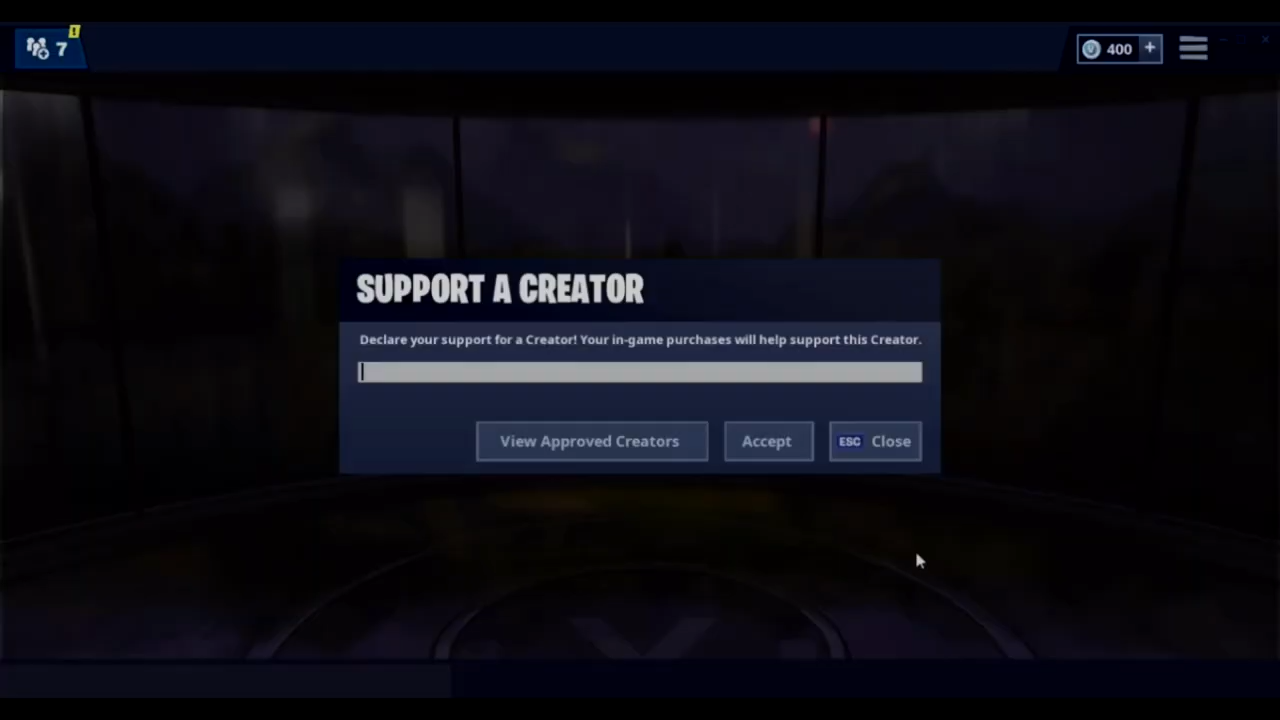 !
7
400 +
SUPPORT A CREATOR
Declare your support for a Creator! Your in-game purchases will help support this Creator.
View Approved Creators
Accept
ESC Close